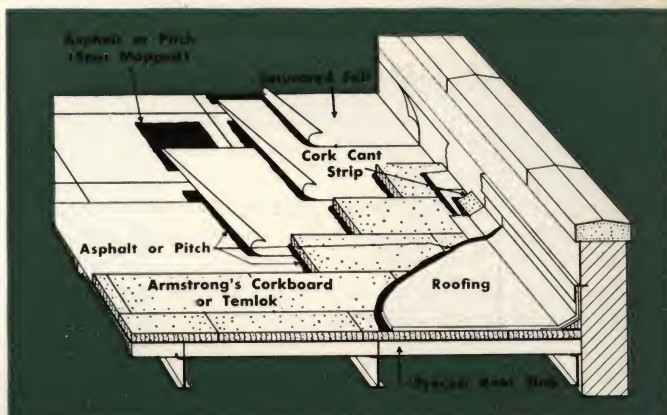 Asphalt or Pitch
(Spot Mopped)
Saturated Felt
Cork Cant
Strip
Asphalt or Pitch
Armstrong's Corkboard
or Temlok
Roofing
Precast Roof Slab